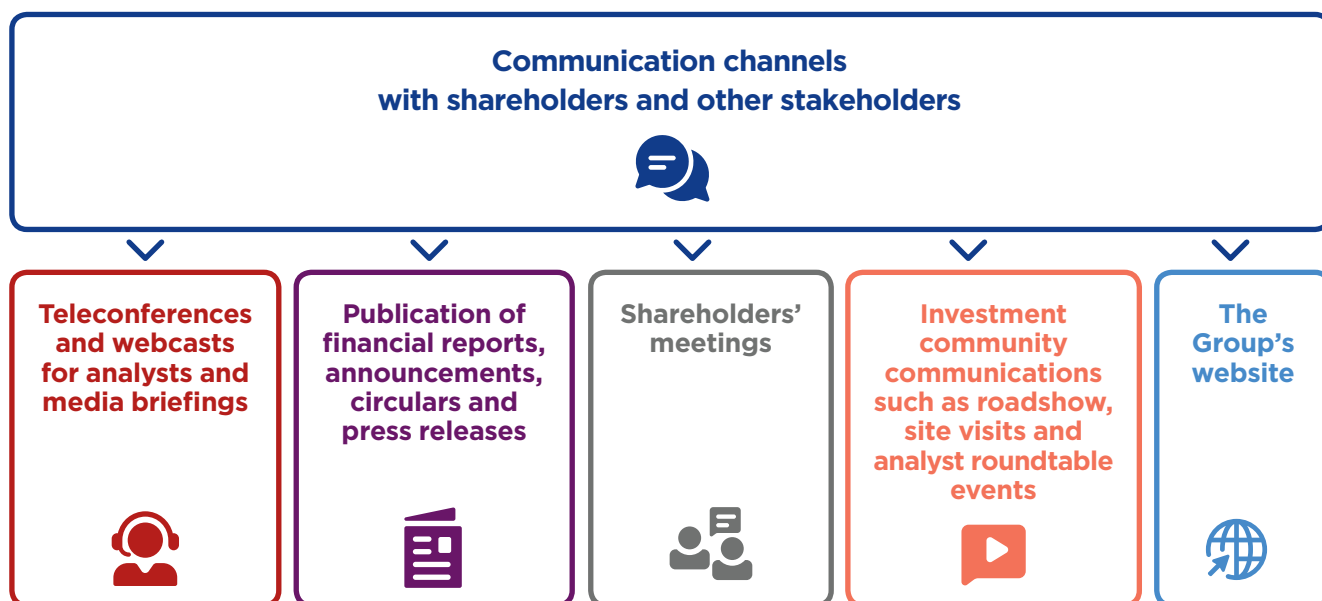 Communication channels
with shareholders and other stakeholders
Teleconferences
and webcasts
for analysts and
media briefings
Publication of
financial reports,
announcements,
circulars and
press releases
Shareholders’
meetings
Investment
community
communications
such as roadshow,
site visits and
analyst roundtable
events
The
Group’s
website